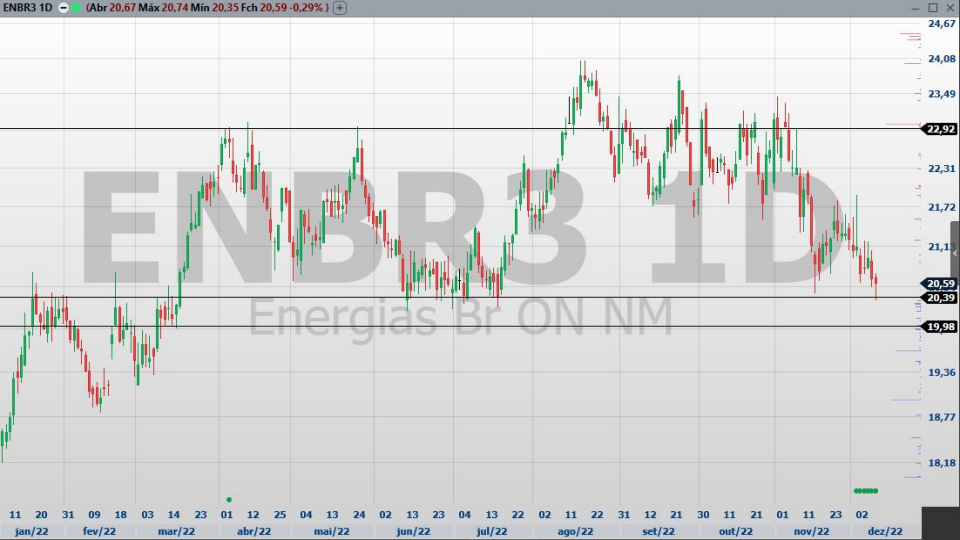 ENBR3 1D (Abr 20,67 Máx 20,74 Mín 20,35 Fch 20,59 -0,29% )
24,67
24,08
23,49
22,92
22,31
21,72
21,13
20,59
20,39
19,98
19,36
18,77
18,18
ENBR3 1D
Energias Br ON NM
11 20 31 09 18 03 14 23 01 12 25 04 13 24 02 13 23 04 13 22 02 11 22 31 12 21 30 11 21 01 11 23 02
jan/22 fev/22 mar/22 abr/22 mai/22 jun/22 jul/22 ago/22 set/22 out/22 nov/22 dez/22